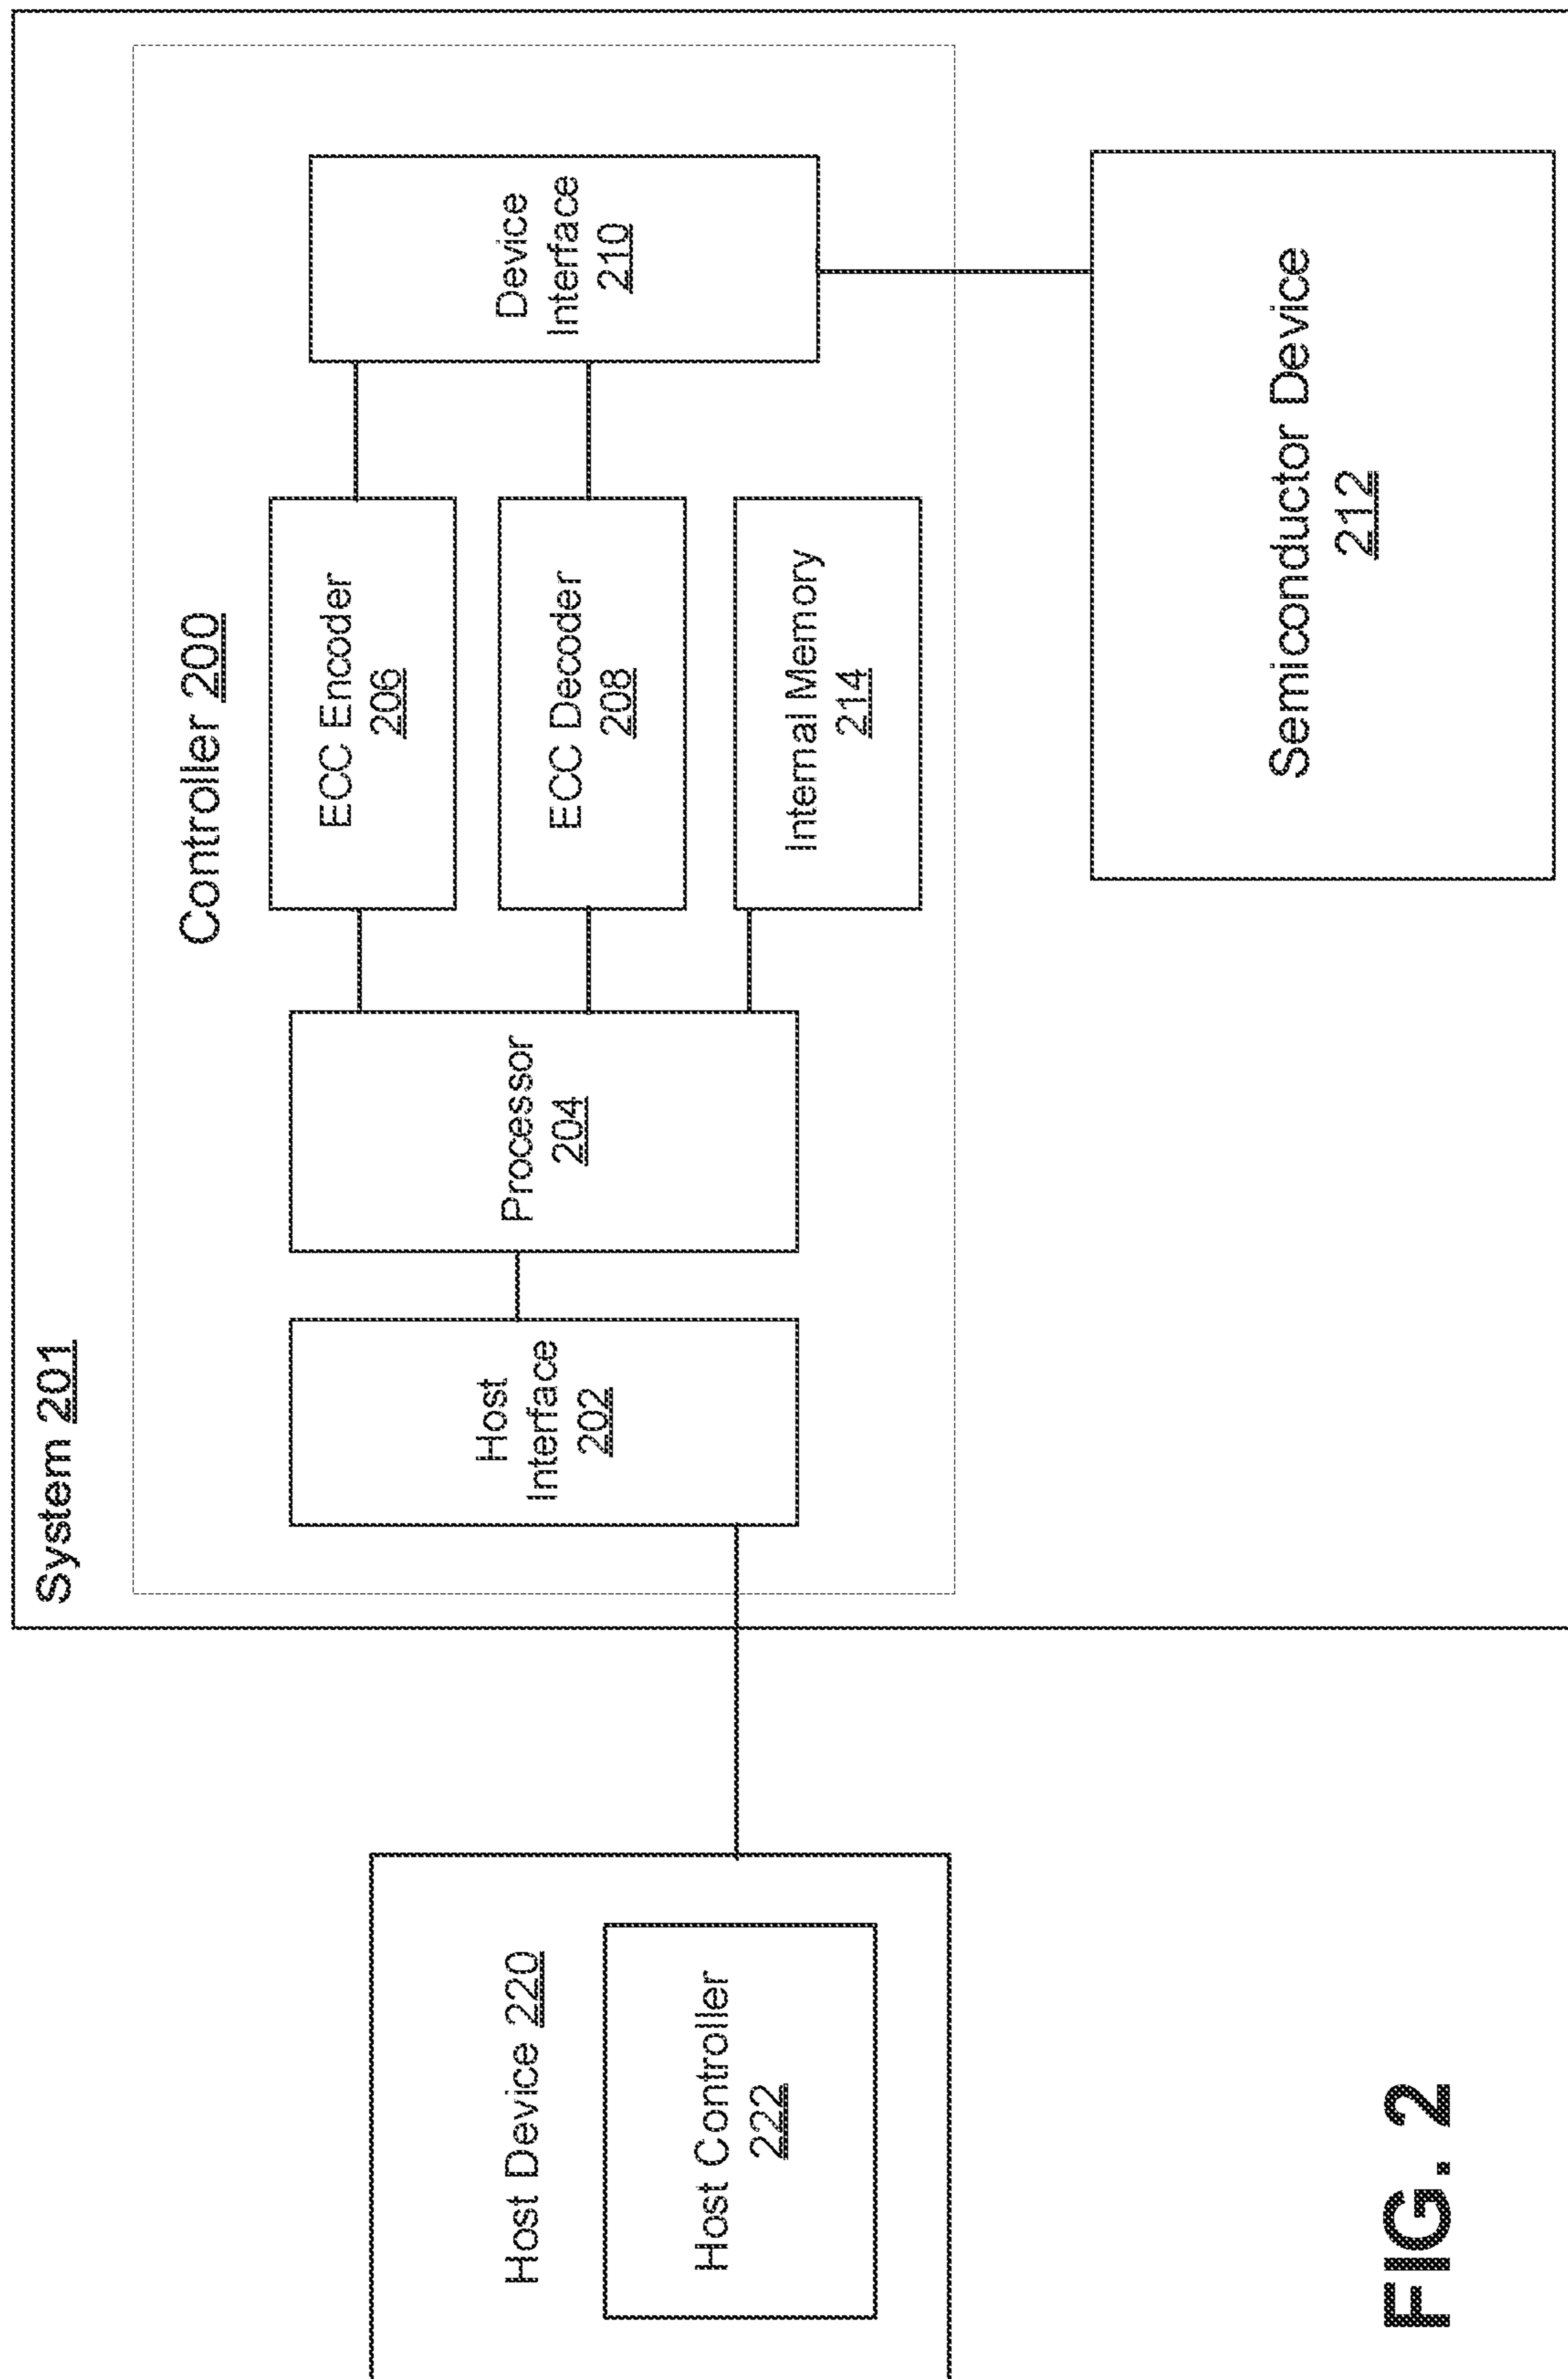 System 201
Controller 200
Host
Interface
202
Processor
204
ECC Encoder
206
ECC Decoder
208
Internal Memory
214
Device
Interface
210
Host Device 220
Host Controller
222
Semiconductor Device
212
FIG. 2